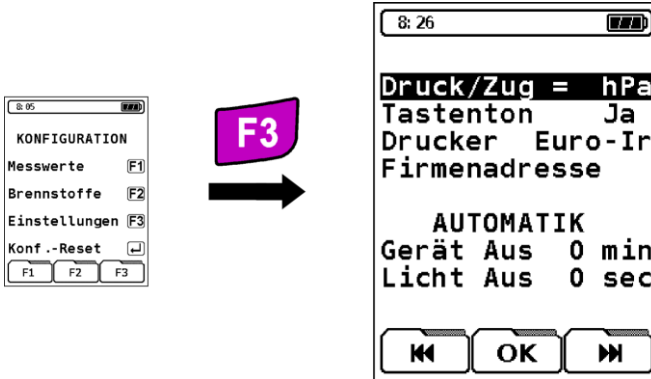 8: 05
KONFIGURATION
Messwerte F1
Brennstoffe F2
Einstellungen F3
Konf.-Reset
F1 F2 F3
F3
8: 26
Druck/Zug = hPa
Tastenton Ja
Drucker Euro-Ir
Firmenadresse
AUTOMATIK
Gerät Aus 0 min
Licht Aus 0 sec
OK